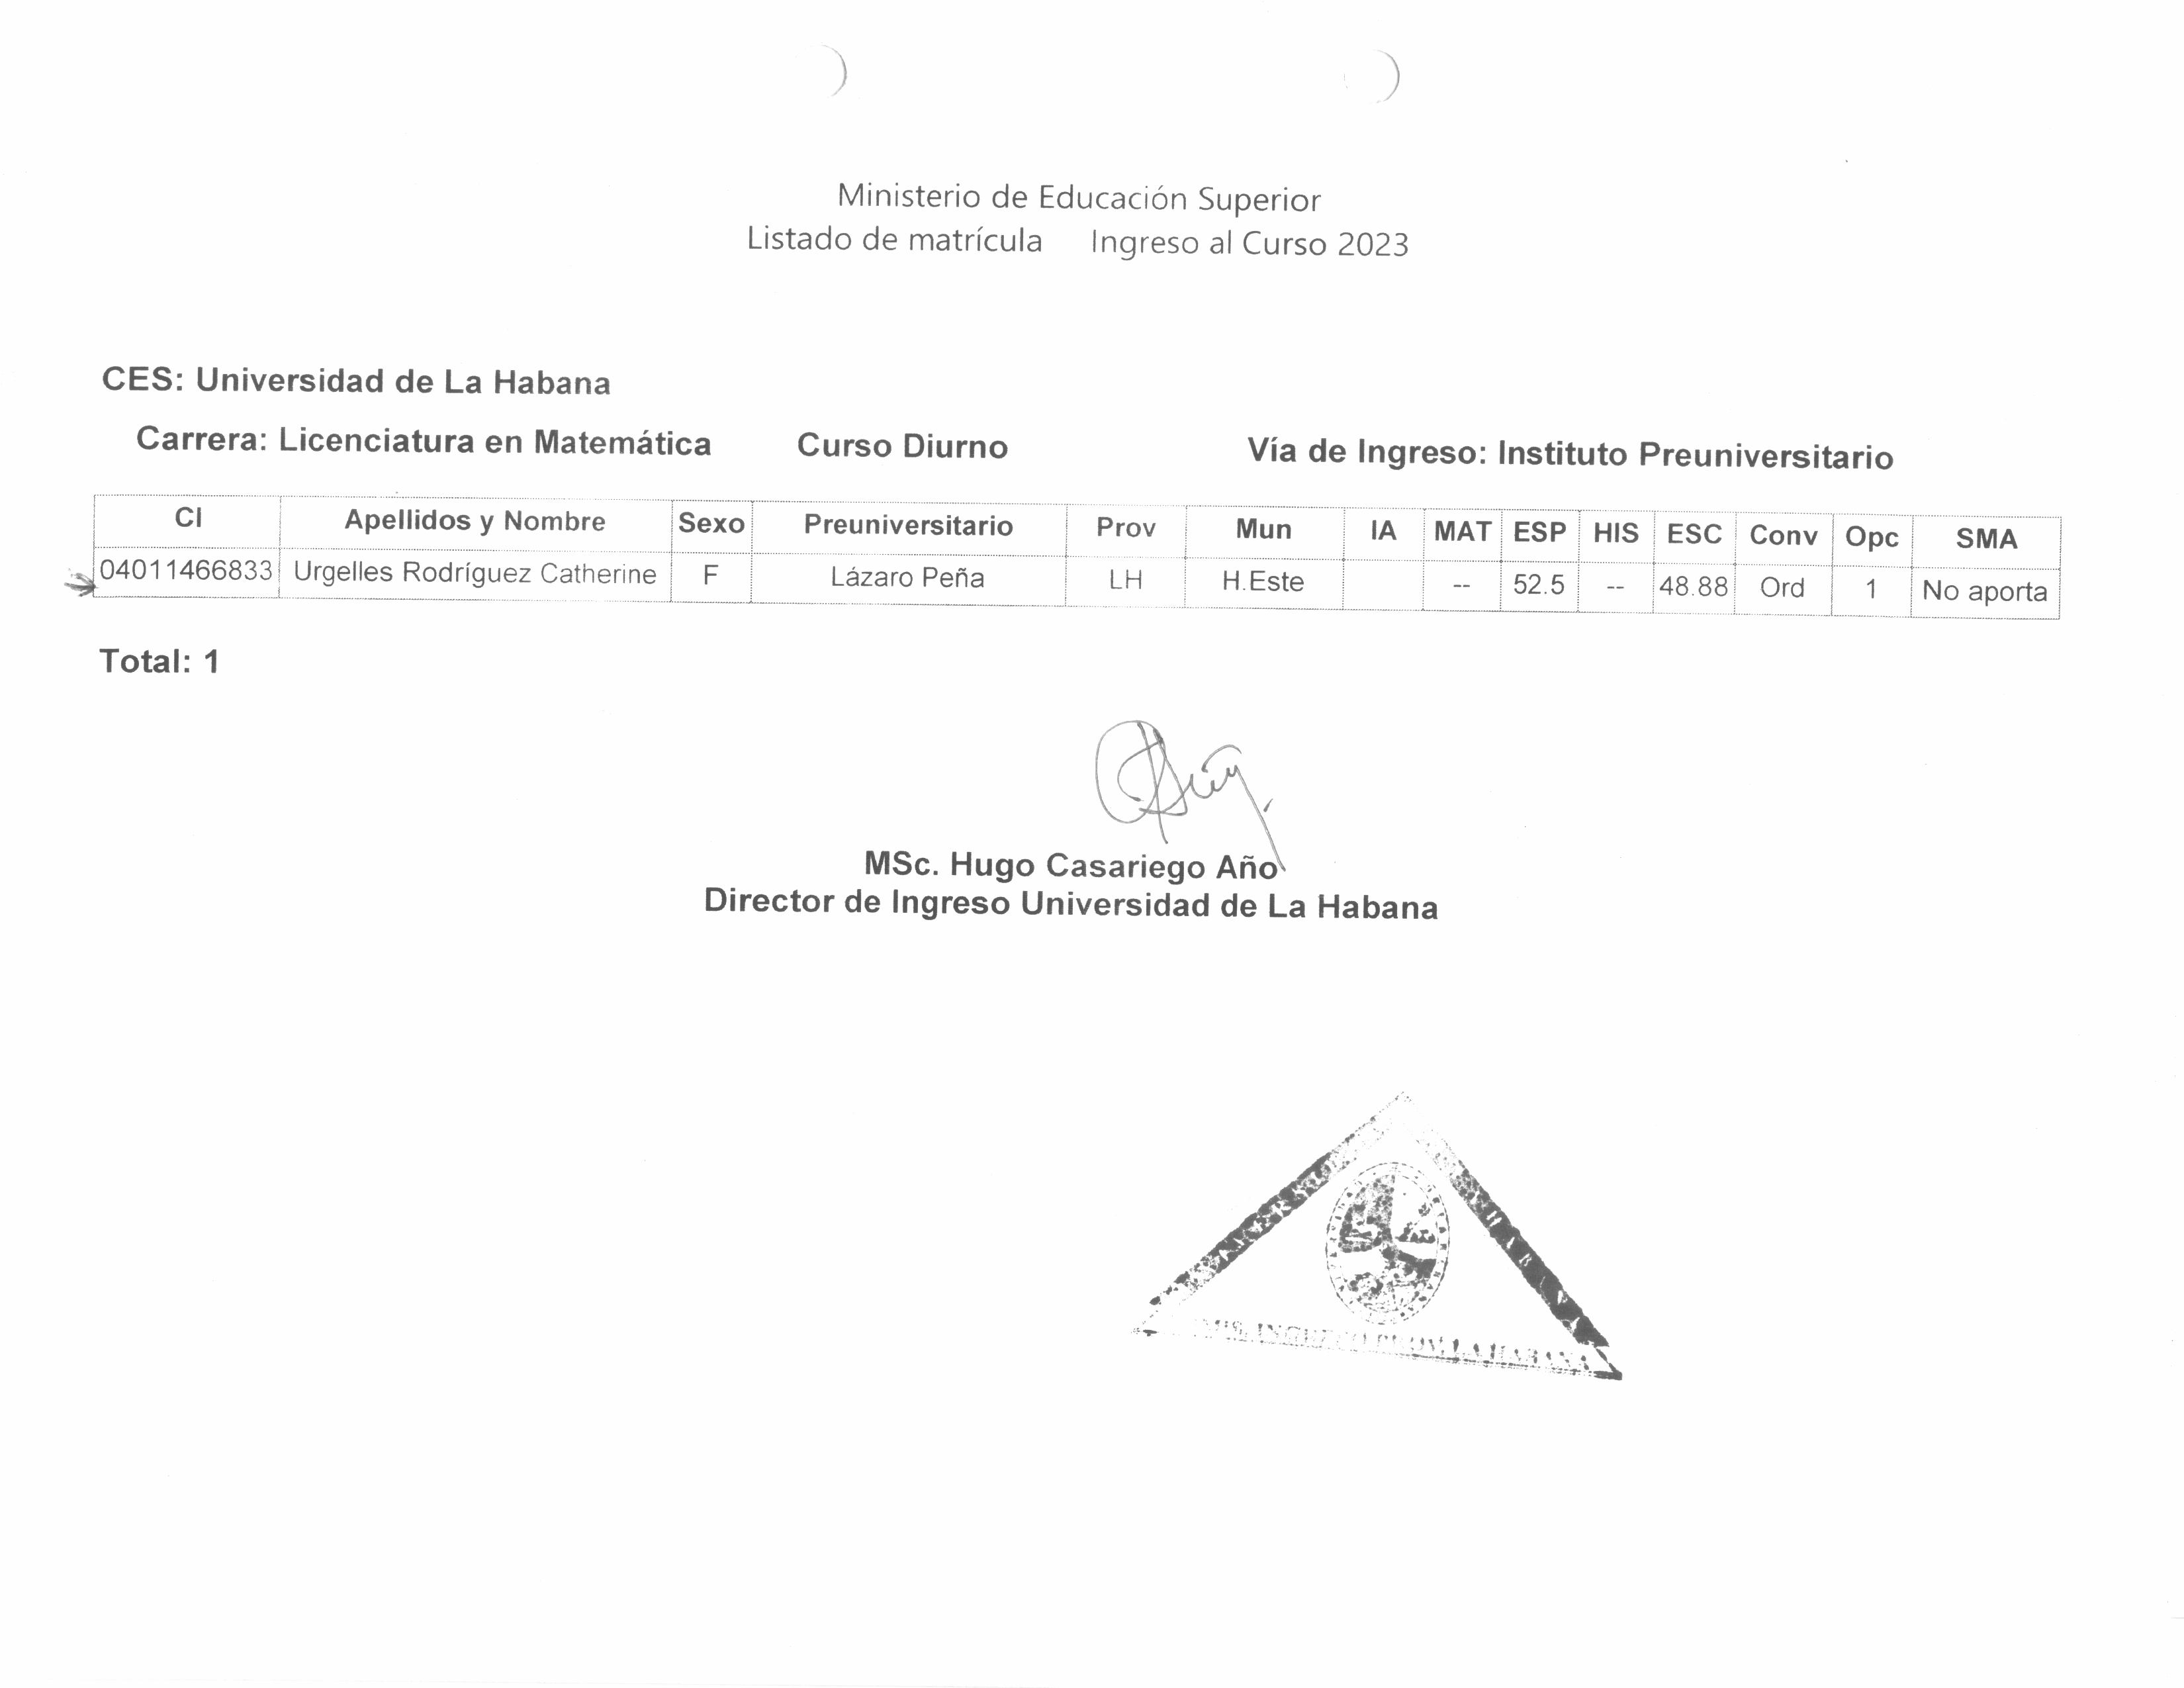 Ministerio de Educación Superior
Listado de matrícula Ingreso al Curso 2023
CES: Universidad de La Habana
Carrera: Licenciatura en Matemática Curso Diurno Vía de Ingreso: Instituto Preuniversitario
CI Apellidos y Nombre Sexo Preuniversitario Prov Mun IA MAT ESP HIS ESC Conv Opc SMA
04011466833 Urgelles Rodríguez Catherine F Lázaro Peña LH H.Este -- 52.5 -- 48.88 Ord 1 No aporta
Total: 1
MSc. Hugo Casariego Año
Director de Ingreso Universidad de La Habana
LA HABANA